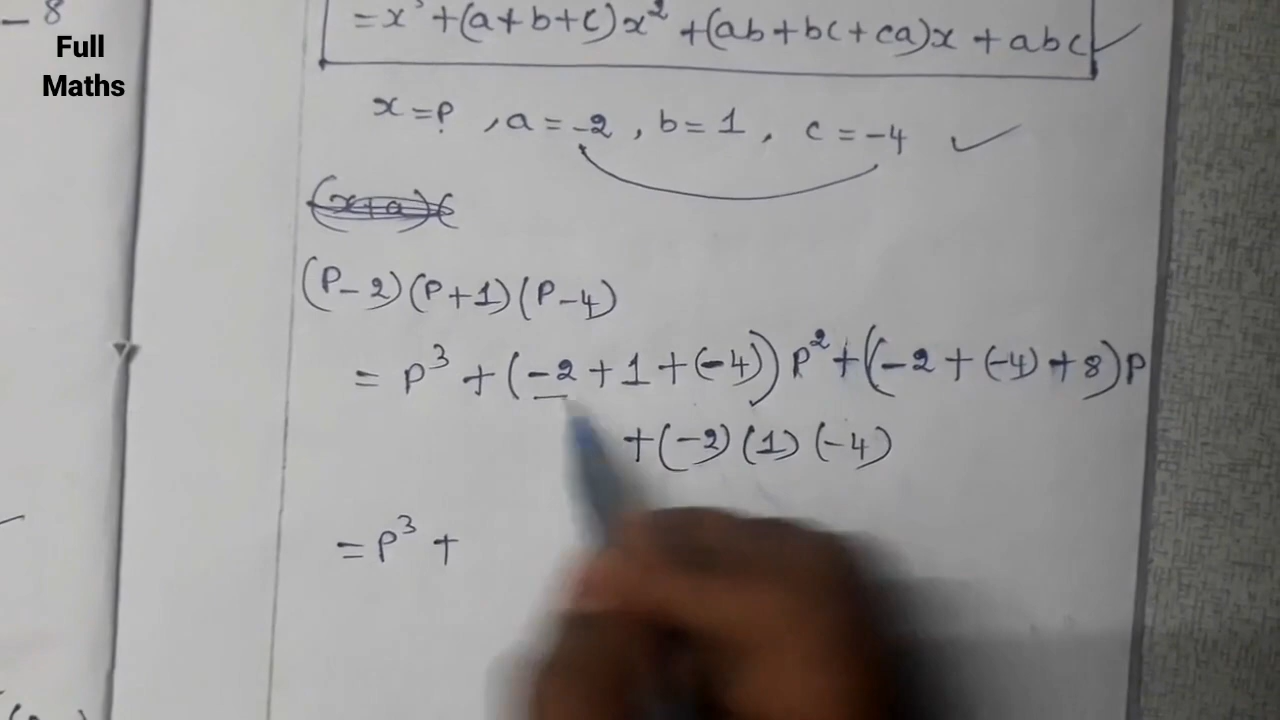 - 8
Full
Maths
= x³ + (a+b+c)x² + (ab+bc+ca)x + abc
x = P, a = -2, b = 1, c = -4
(x+a)(
(P-2)(P+1)(P-4)
= P³ + (-2+1+(-4))P² + (-2+(-4)+8)P
+(-2)(1)(-4)
= P³ +